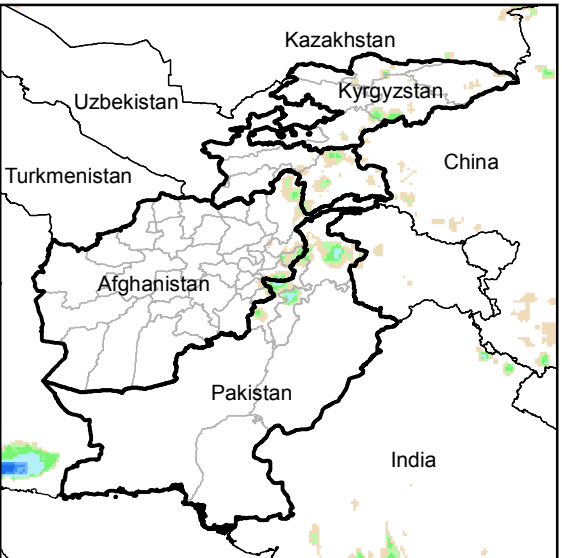 Kazakhstan
Kyrgyzstan
Uzbekistan
China
Turkmenistan
Afghanistan
Pakistan
India